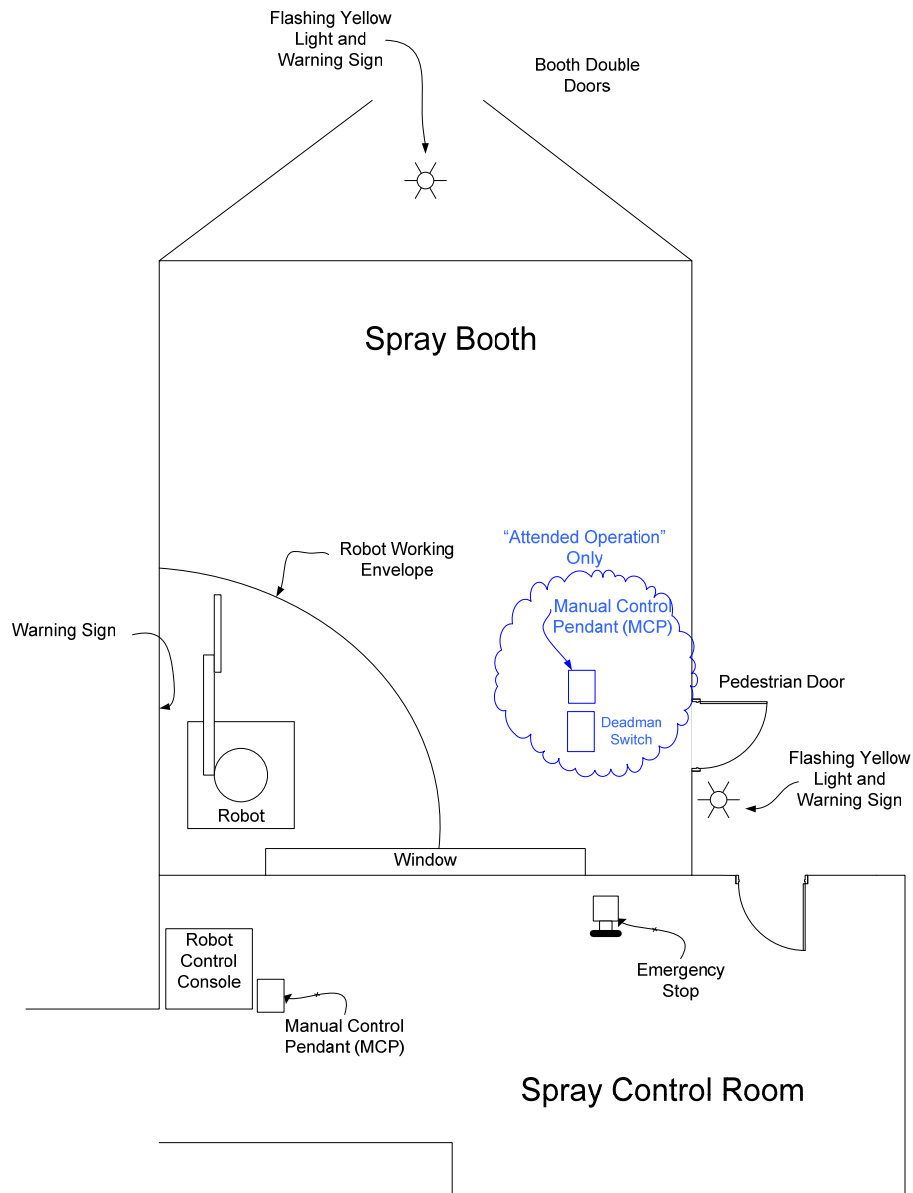 Flashing Yellow
Light and
Warning Sign
Booth Double
Doors
Spray Booth
“Attended Operation”
Only
Robot Working
Envelope
Manual Control
Pendant (MCP)
Warning Sign
Pedestrian Door
Deadman
Switch
Flashing Yellow
Light and
Warning Sign
Robot
Window
Robot
Control
Console
Emergency
Stop
Manual Control
Pendant (MCP)
Spray Control Room